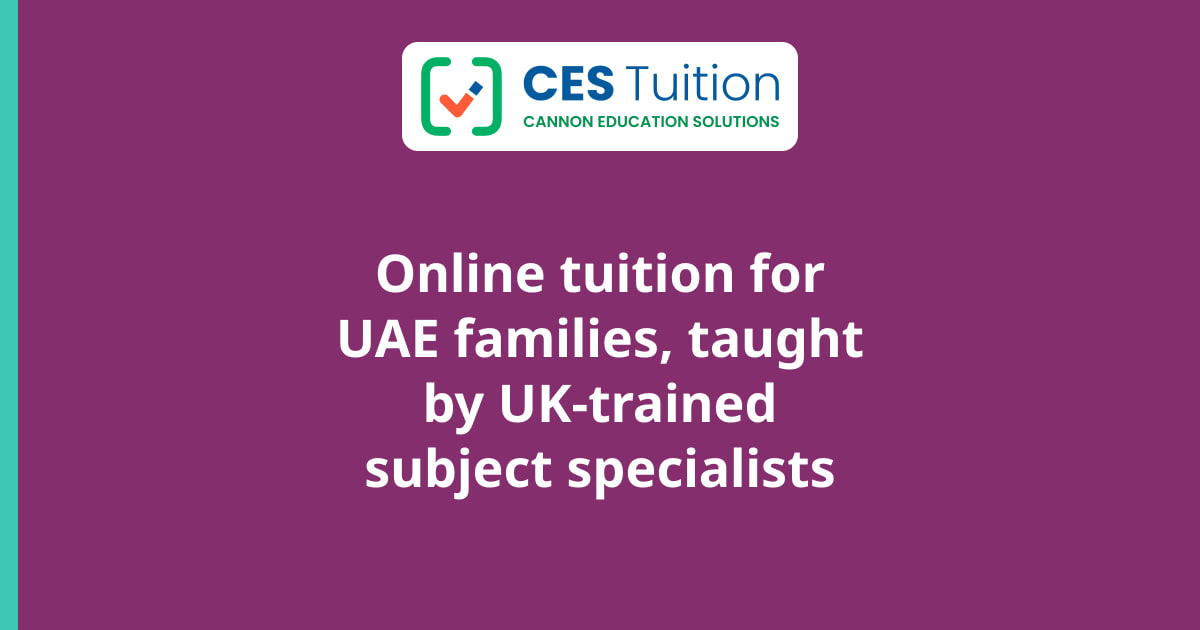 CES Tuition
CANNON EDUCATION SOLUTIONS
Online tuition for
UAE families, taught
by UK-trained
subject specialists